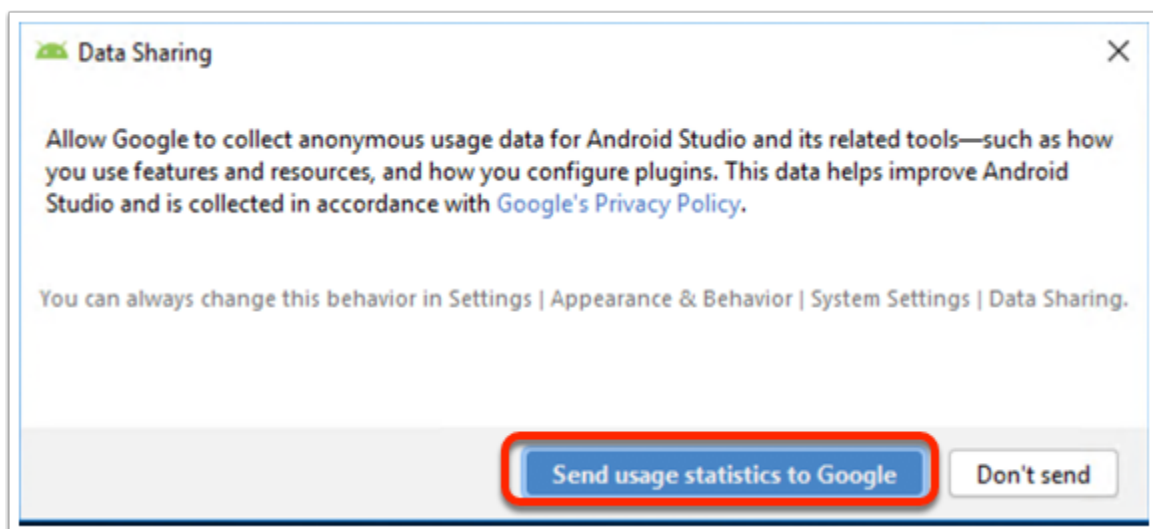 Data Sharing
Allow Google to collect anonymous usage data for Android Studio and its related tools—such as how
you use features and resources, and how you configure plugins. This data helps improve Android
Studio and is collected in accordance with Google's Privacy Policy.
You can always change this behavior in Settings | Appearance & Behavior | System Settings | Data Sharing.
Send usage statistics to Google
Don't send